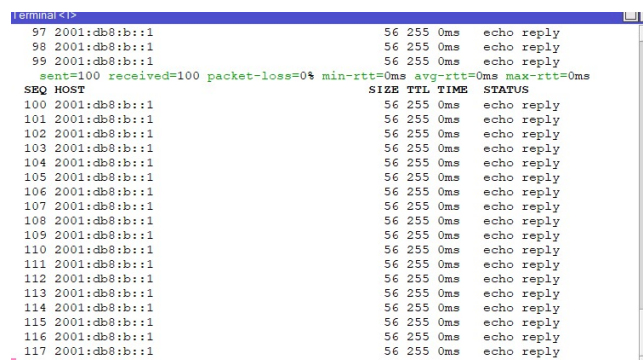 Terminal <1>
97 2001:db8:b::1 56 255 0ms echo reply
98 2001:db8:b::1 56 255 0ms echo reply
99 2001:db8:b::1 56 255 0ms echo reply
sent=100 received=100 packet-loss=0% min-rtt=0ms avg-rtt=0ms max-rtt=0ms
SEQ HOST SIZE TTL TIME STATUS
100 2001:db8:b::1 56 255 0ms echo reply
101 2001:db8:b::1 56 255 0ms echo reply
102 2001:db8:b::1 56 255 0ms echo reply
103 2001:db8:b::1 56 255 0ms echo reply
104 2001:db8:b::1 56 255 0ms echo reply
105 2001:db8:b::1 56 255 0ms echo reply
106 2001:db8:b::1 56 255 0ms echo reply
107 2001:db8:b::1 56 255 0ms echo reply
108 2001:db8:b::1 56 255 0ms echo reply
109 2001:db8:b::1 56 255 0ms echo reply
110 2001:db8:b::1 56 255 0ms echo reply
111 2001:db8:b::1 56 255 0ms echo reply
112 2001:db8:b::1 56 255 0ms echo reply
113 2001:db8:b::1 56 255 0ms echo reply
114 2001:db8:b::1 56 255 0ms echo reply
115 2001:db8:b::1 56 255 0ms echo reply
116 2001:db8:b::1 56 255 0ms echo reply
117 2001:db8:b::1 56 255 0ms echo reply